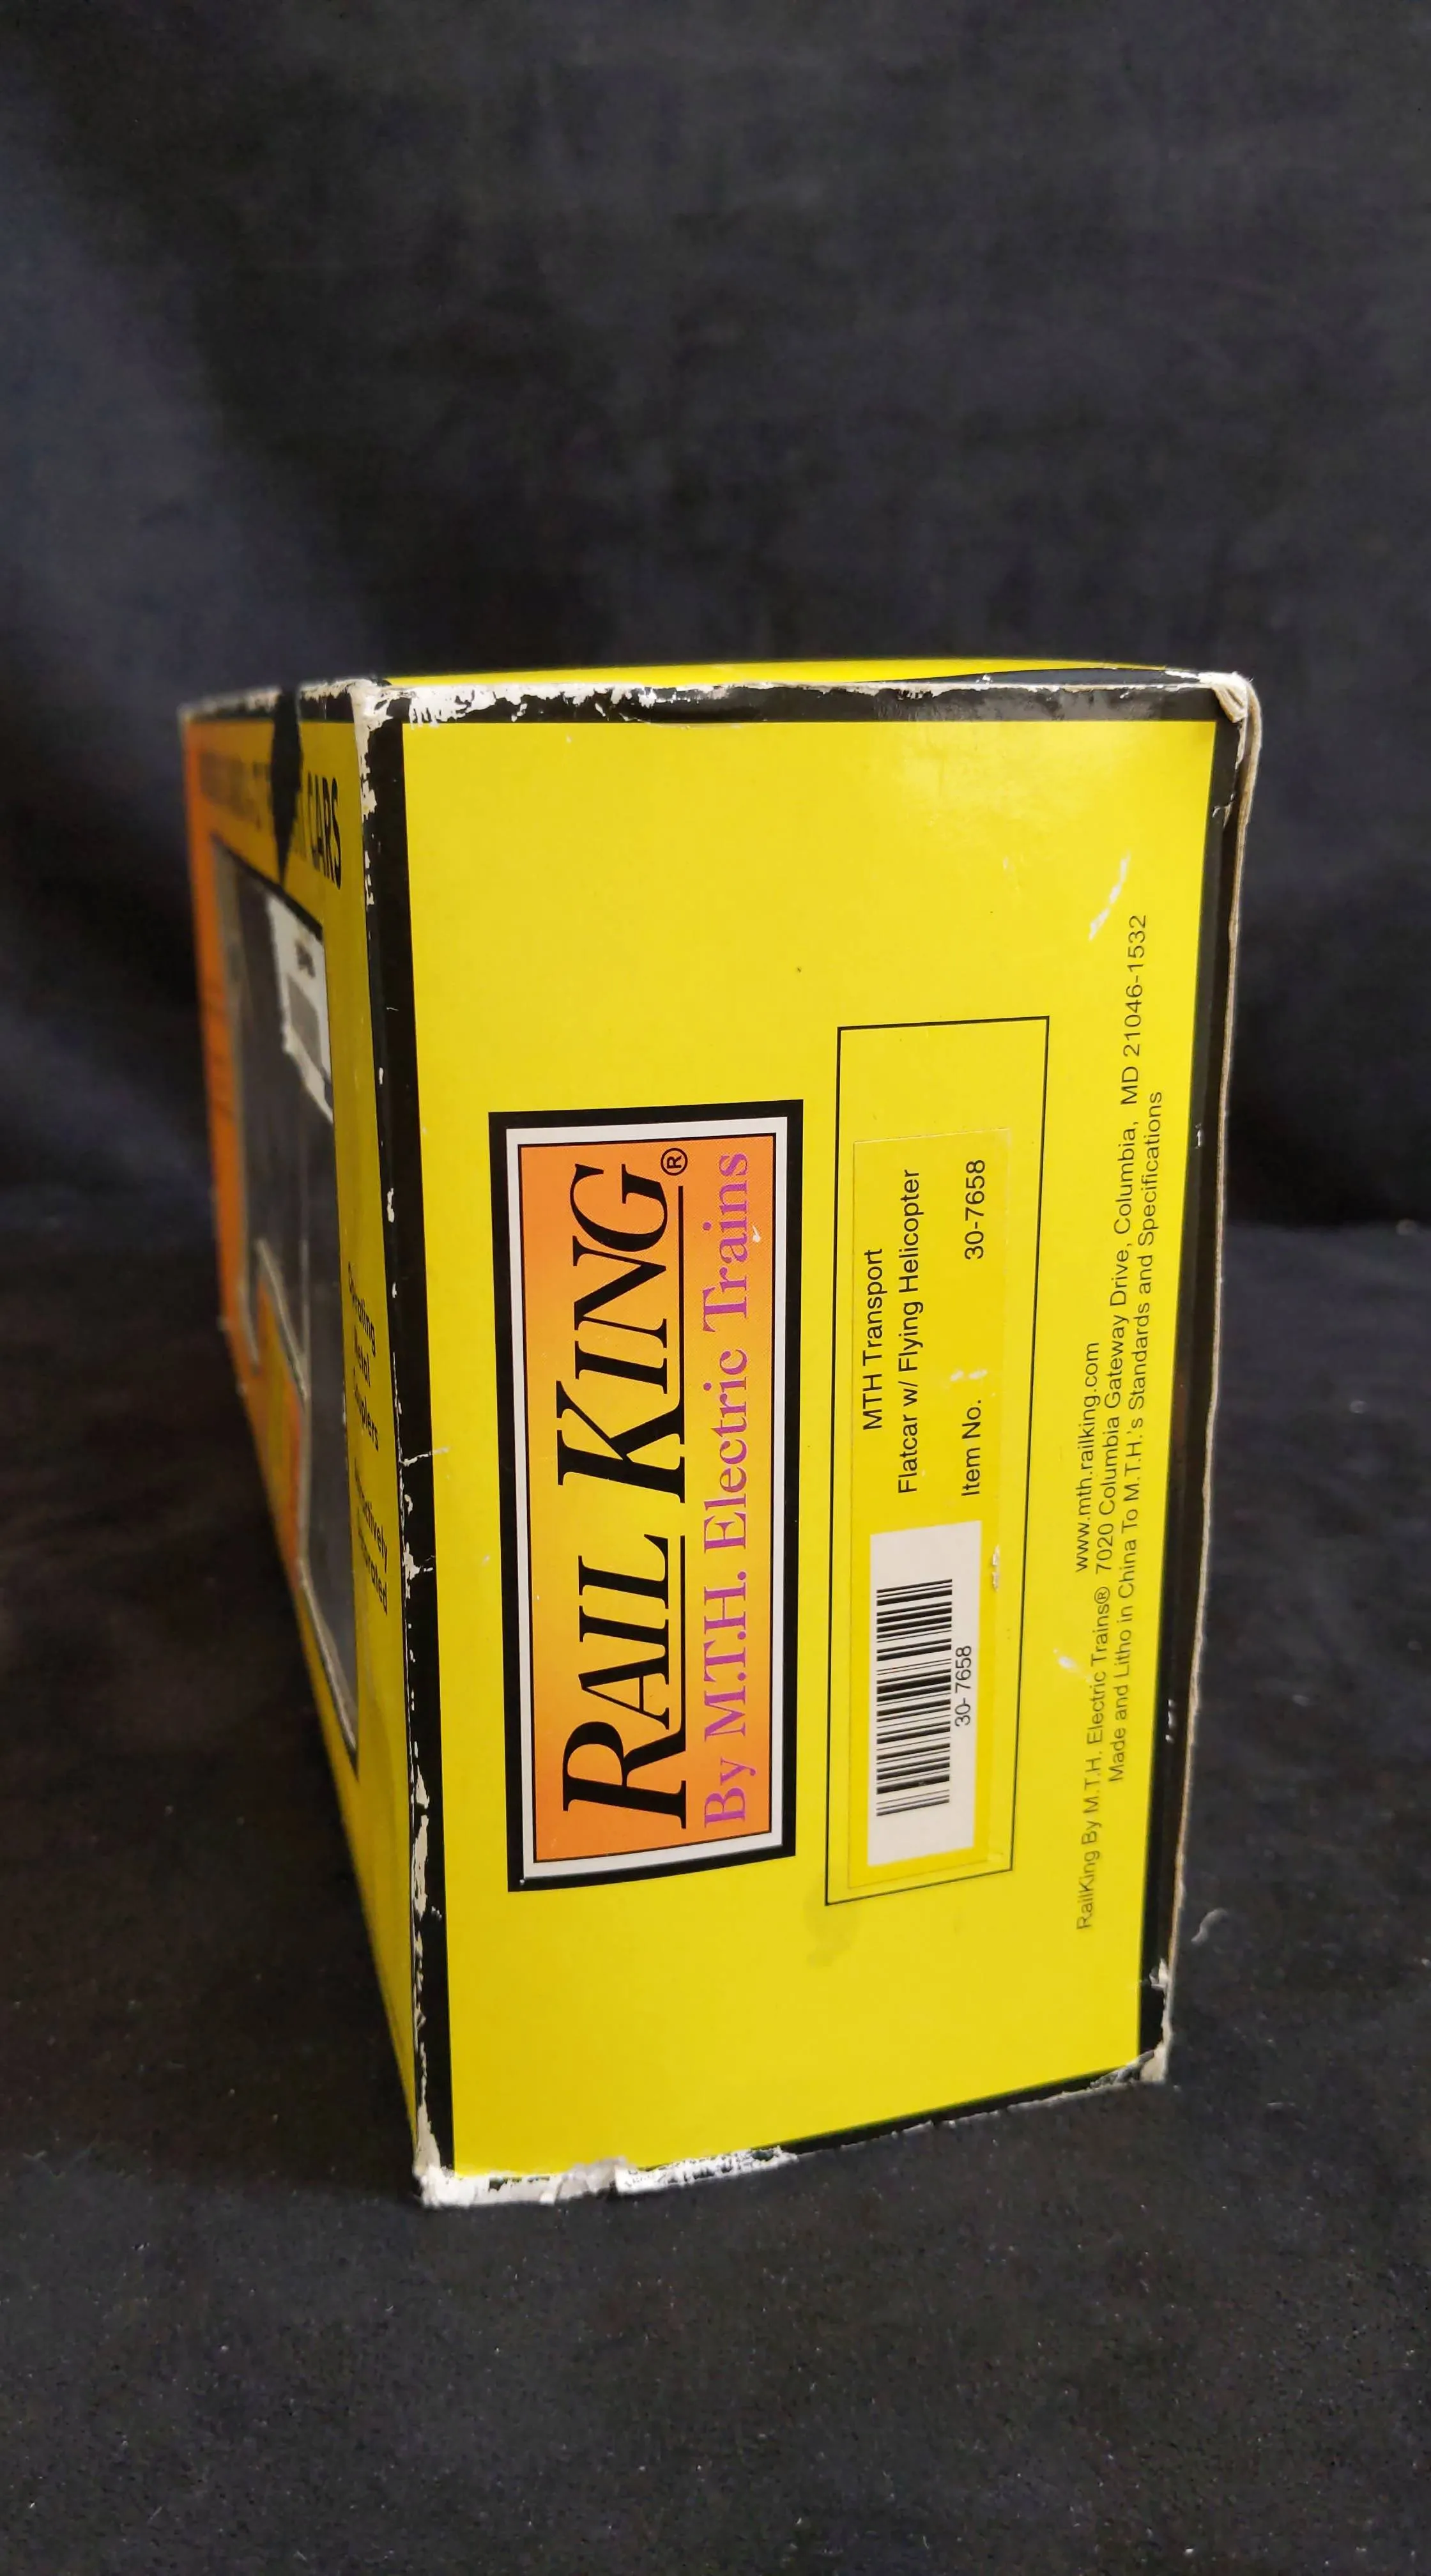 RAIL KING®
By M.T.H. Electric Trains
MTH Transport
Flatcar w/ Flying Helicopter
Item No. 30-7658
30-7658
www.mth.railking.com
RailKing By M.T.H. Electric Trains® 7020 Columbia Gateway Drive, Columbia, MD 21046-1532
Made and Litho in China To M.T.H.'s Standards and Specifications
CARS